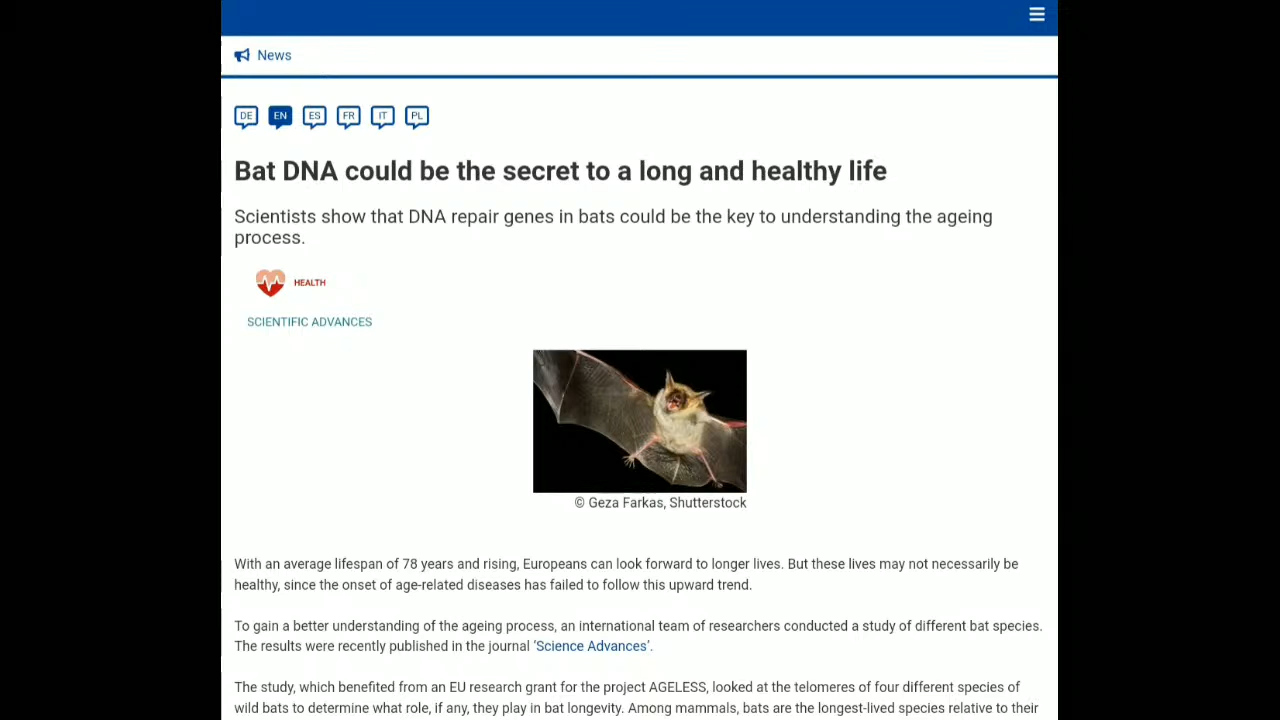 News
DE EN ES FR IT PL
Bat DNA could be the secret to a long and healthy life
Scientists show that DNA repair genes in bats could be the key to understanding the ageing
process.
HEALTH
SCIENTIFIC ADVANCES
© Geza Farkas, Shutterstock
With an average lifespan of 78 years and rising, Europeans can look forward to longer lives. But these lives may not necessarily be
healthy, since the onset of age-related diseases has failed to follow this upward trend.
To gain a better understanding of the ageing process, an international team of researchers conducted a study of different bat species.
The results were recently published in the journal ‘Science Advances’.
The study, which benefited from an EU research grant for the project AGELESS, looked at the telomeres of four different species of
wild bats to determine what role, if any, they play in bat longevity. Among mammals, bats are the longest-lived species relative to their